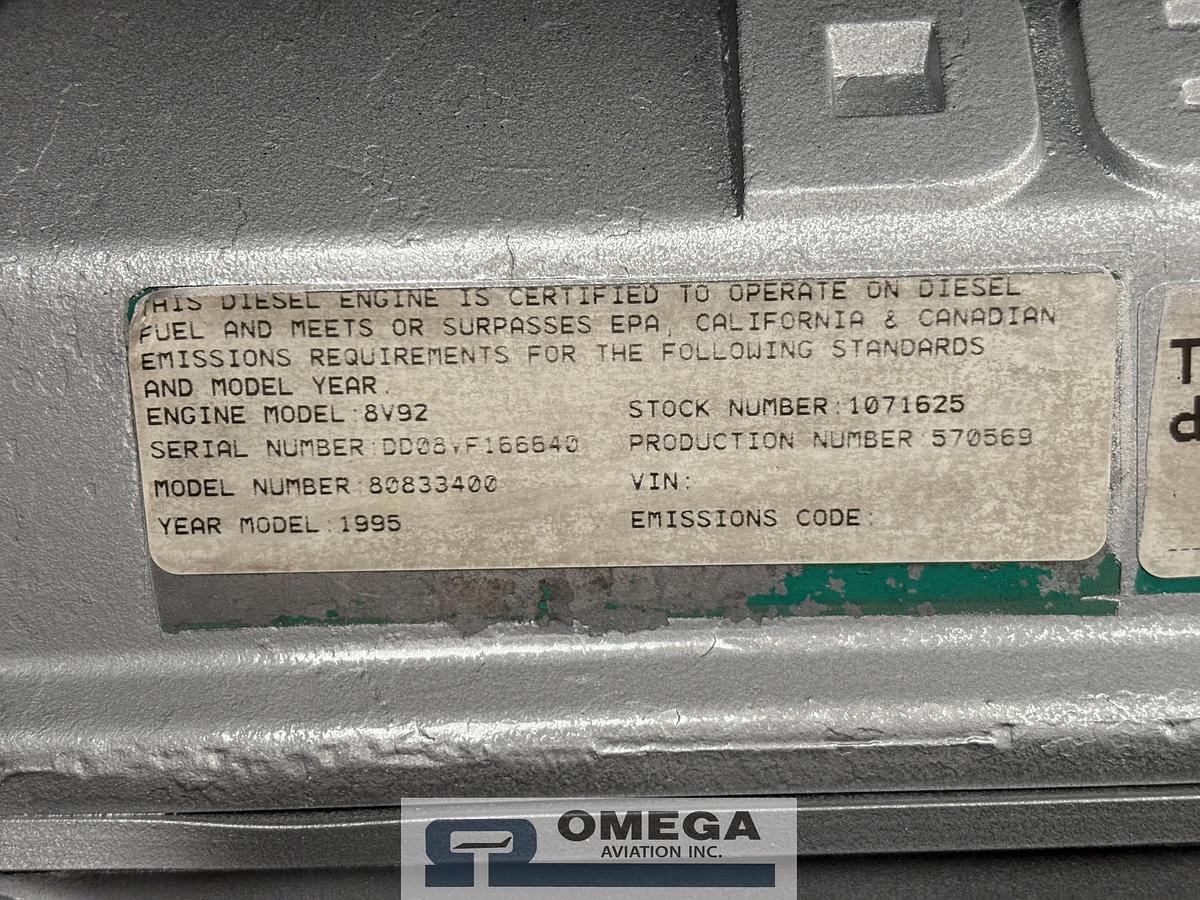 DE
THIS DIESEL ENGINE IS CERTIFIED TO OPERATE ON DIESEL
FUEL AND MEETS OR SURPASSES EPA, CALIFORNIA & CANADIAN
EMISSIONS REQUIREMENTS FOR THE FOLLOWING STANDARDS
AND MODEL YEAR.
ENGINE MODEL:8V92 STOCK NUMBER:1071625
SERIAL NUMBER:DD08VF166640 PRODUCTION NUMBER:570569
MODEL NUMBER:80833400 VIN:
YEAR MODEL:1995 EMISSIONS CODE:
T
d
OMEGA
AVIATION INC.